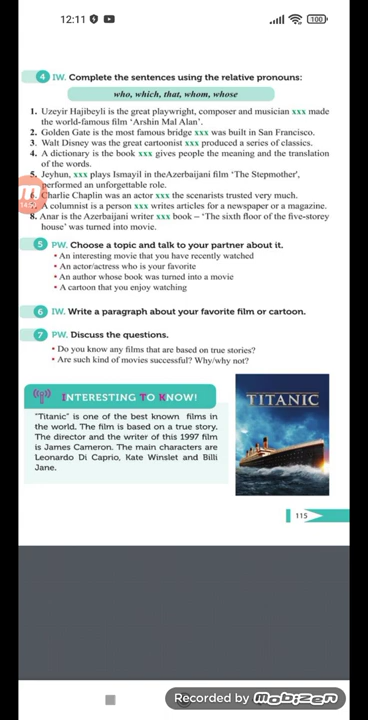 12:11
100
4 IW. Complete the sentences using the relative pronouns:
who, which, that, whom, whose
1. Uzeyir Hajibeyli is the great playwright, composer and musician xxx made
the world-famous film ‘Arshin Mal Alan’.
2. Golden Gate is the most famous bridge xxx was built in San Francisco.
3. Walt Disney was the great cartoonist xxx produced a series of classics.
4. A dictionary is the book xxx gives people the meaning and the translation
of the words.
5. Jeyhun, xxx plays Ismayil in theAzerbaijani film ‘The Stepmother’,
performed an unforgettable role.
Charlie Chaplin was an actor xxx the scenarists trusted very much.
A columnist is a person xxx writes articles for a newspaper or a magazine.
8. Anar is the Azerbaijani writer xxx book – ‘The sixth floor of the five-storey
house’ was turned into movie.
5 PW. Choose a topic and talk to your partner about it.
• An interesting movie that you have recently watched
• An actor/actress who is your favorite
• An author whose book was turned into a movie
• A cartoon that you enjoy watching
6 IW. Write a paragraph about your favorite film or cartoon.
7 PW. Discuss the questions.
• Do you know any films that are based on true stories?
• Are such kind of movies successful? Why/why not?
INTERESTING TO KNOW!
"Titanic" is one of the best known films in
the world. The film is based on a true story.
The director and the writer of this 1997 film
is James Cameron. The main characters are
Leonardo Di Caprio, Kate Winslet and Billi
Jane.
TITANIC
115
Recorded by mobizen